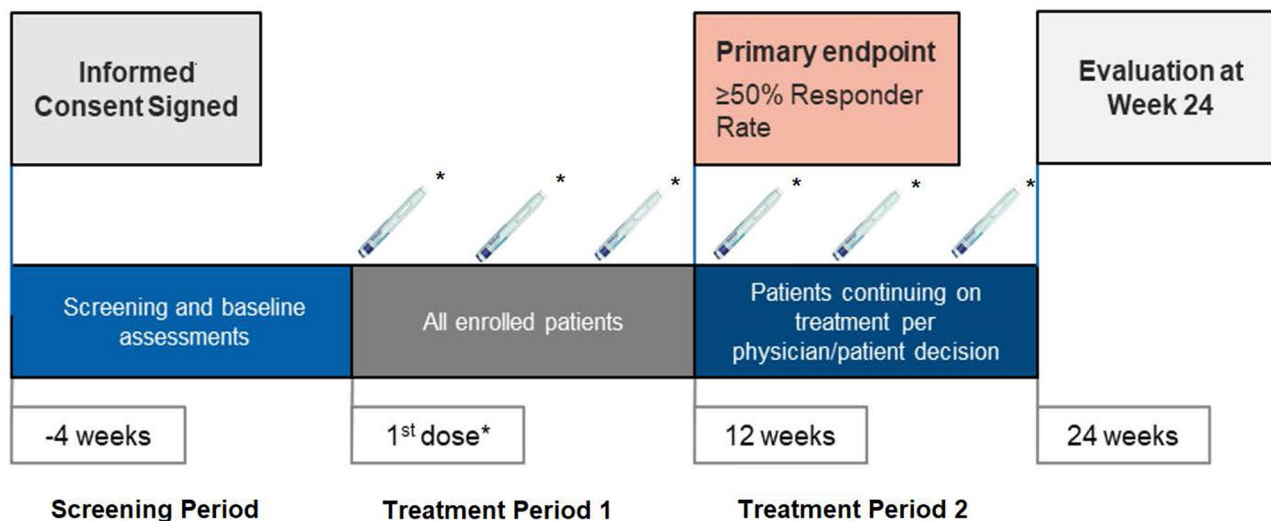 Informed
Consent Signed
Primary endpoint
≥50% Responder
Rate
Evaluation at
Week 24
*
*
*
*
*
*
Screening and baseline
assessments
All enrolled patients
Patients continuing on
treatment per
physician/patient decision
-4 weeks
1st dose*
12 weeks
24 weeks
Screening Period
Treatment Period 1
Treatment Period 2